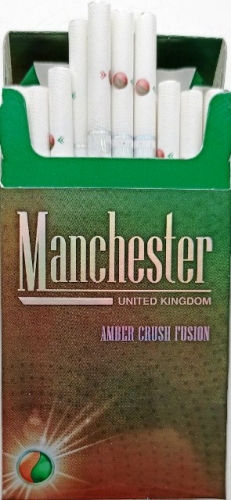 Manchester
UNITED KINGDOM
AMBER CRUSH FUSION